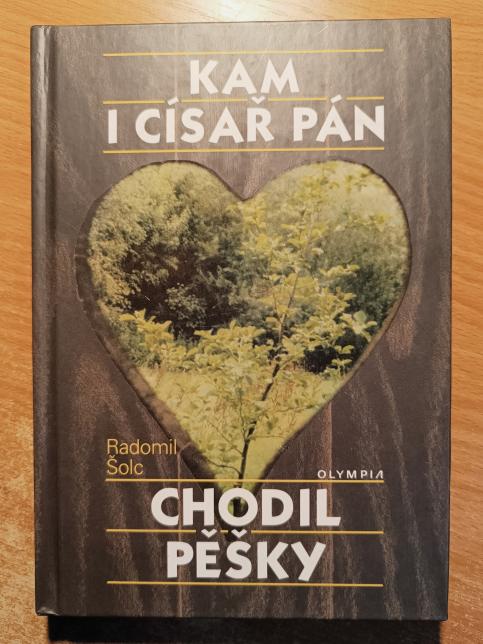 KAM
I CÍSAŘ PÁN
Radomil
Šolc
OLYMPIA
CHODIL
PĚŠKY